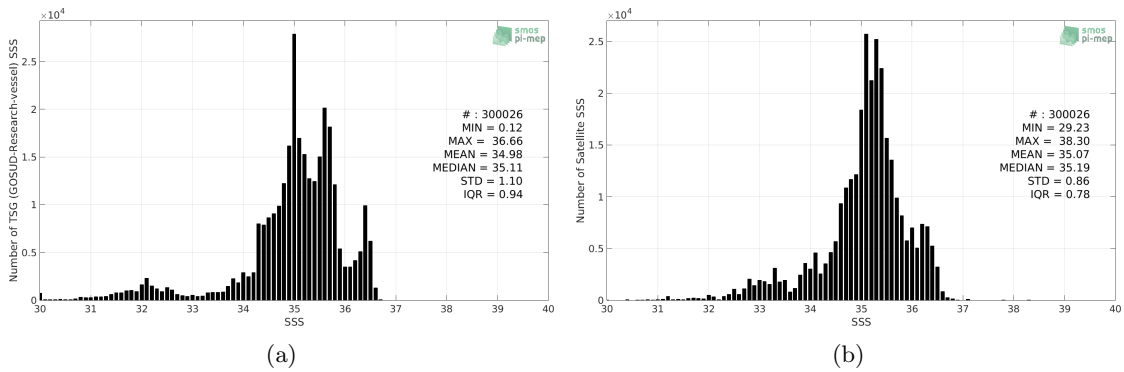 ×10⁴
smos
pi-mep
Number of TSG (GOSUD-Research-vessel) SSS
2.5
2
1.5
1
0.5
0
# : 300026
MIN = 0.12
MAX = 36.66
MEAN = 34.98
MEDIAN = 35.11
STD = 1.10
IQR = 0.94
30 31 32 33 34 35 36 37 38 39 40
SSS
(a)
×10⁴
smos
pi-mep
Number of Satellite SSS
2.5
2
1.5
1
0.5
0
# : 300026
MIN = 29.23
MAX = 38.30
MEAN = 35.07
MEDIAN = 35.19
STD = 0.86
IQR = 0.78
30 31 32 33 34 35 36 37 38 39 40
SSS
(b)